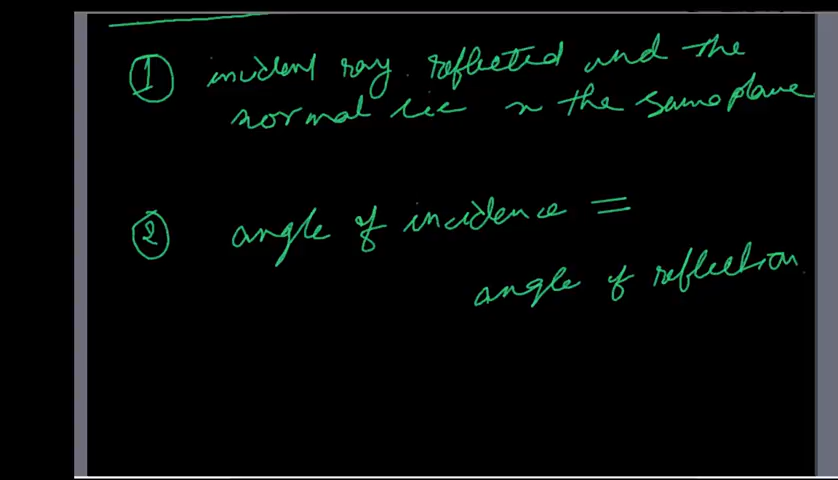 ① incident ray reflected and the
normal lie in the same plane
② angle of incidence =
angle of reflection